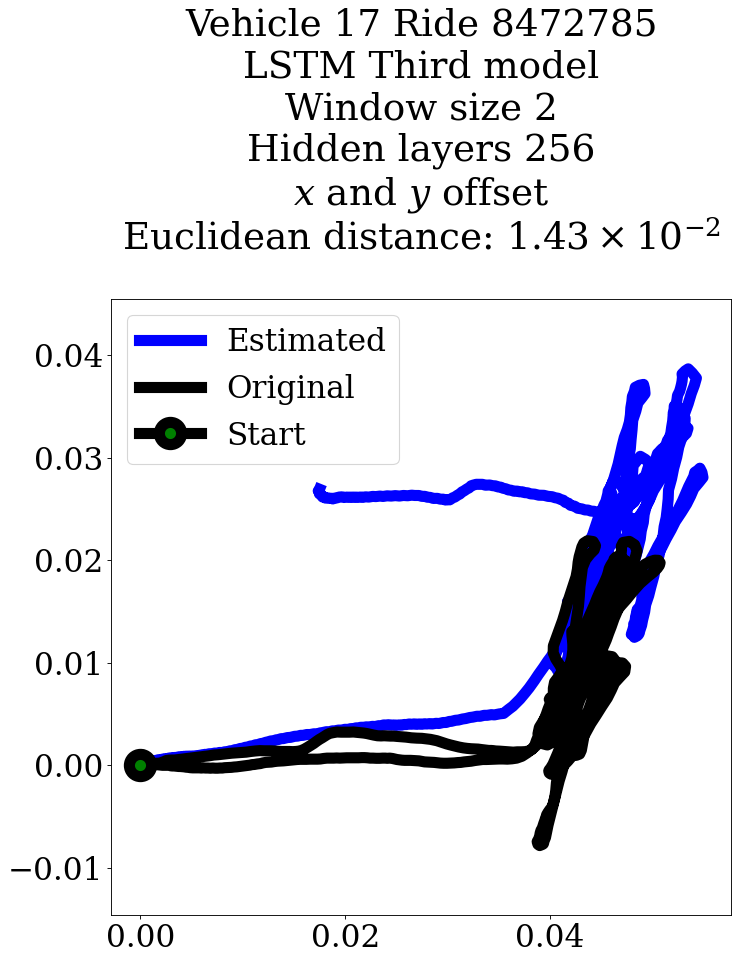 Vehicle 17 Ride 8472785
LSTM Third model
Window size 2
Hidden layers 256
x and y offset
Euclidean distance: 1.43 × 10⁻²
Estimated
Original
Start
0.04
0.03
0.02
0.01
0.00
−0.01
0.00 0.02 0.04